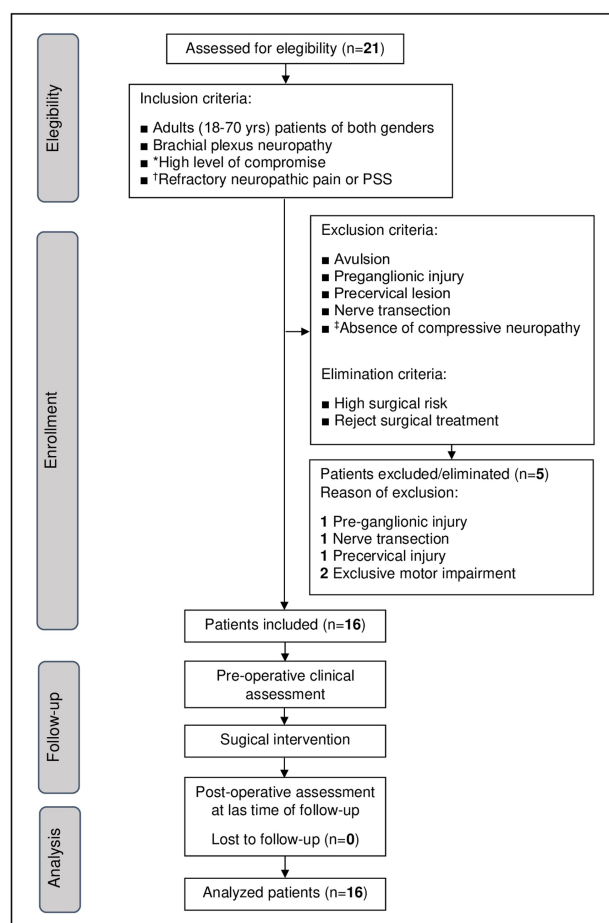 Elegibility
Assessed for elegibility (n=21)
Inclusion criteria:
■ Adults (18-70 yrs) patients of both genders
■ Brachial plexus neuropathy
■ *High level of compromise
■ †Refractory neuropathic pain or PSS
Enrollment
Exclusion criteria:
■ Avulsion
■ Preganglionic injury
■ Precervical lesion
■ Nerve transection
■ ‡Absence of compressive neuropathy
Elimination criteria:
■ High surgical risk
■ Reject surgical treatment
Patients excluded/eliminated (n=5)
Reason of exclusion:
1 Pre-ganglionic injury
1 Nerve transection
1 Precervical injury
2 Exclusive motor impairment
Patients included (n=16)
Follow-up
Pre-operative clinical
assessment
Sugical intervention
Post-operative assessment
at las time of follow-up
Lost to follow-up (n=0)
Analysis
Analyzed patients (n=16)